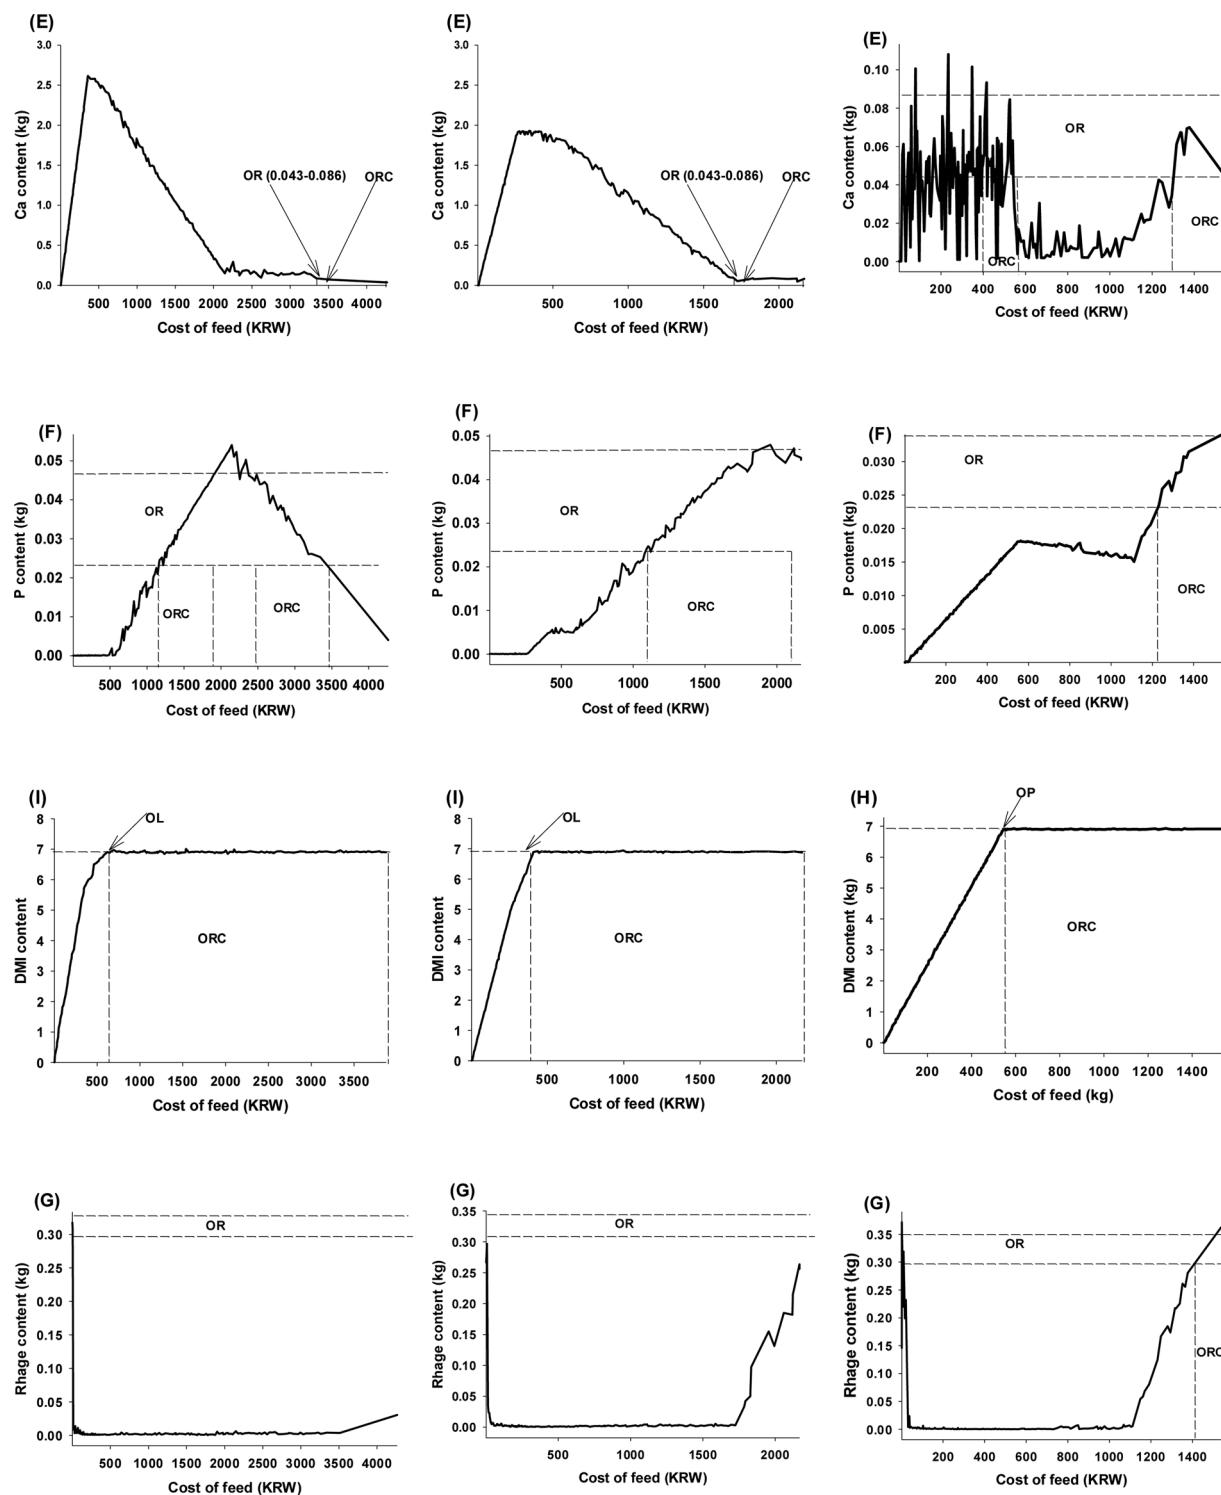 (E)
3.0
2.5
2.0
1.5
1.0
0.5
0.0
Ca content (kg)
OR (0.043-0.086)
ORC
500 1000 1500 2000 2500 3000 3500 4000
Cost of feed (KRW)
(E)
3.0
2.5
2.0
1.5
1.0
0.5
0.0
Ca content (kg)
OR (0.043-0.086)
ORC
500 1000 1500 2000
Cost of feed (KRW)
(E)
0.10
0.08
0.06
0.04
0.02
0.00
Ca content (kg)
OR
ORC
ORC
200 400 600 800 1000 1200 1400
Cost of feed (KRW)
(F)
0.05
0.04
0.03
0.02
0.01
0.00
P content (kg)
OR
ORC
ORC
500 1000 1500 2000 2500 3000 3500 4000
Cost of feed (KRW)
(F)
0.05
0.04
0.03
0.02
0.01
0.00
P content (kg)
OR
ORC
500 1000 1500 2000
Cost of feed (KRW)
(F)
0.030
0.025
0.020
0.015
0.010
0.005
P content (kg)
OR
ORC
200 400 600 800 1000 1200 1400
Cost of feed (KRW)
(I)
8
7
6
5
4
3
2
1
0
DMI content
OL
ORC
500 1000 1500 2000 2500 3000 3500
Cost of feed (KRW)
(I)
8
7
6
5
4
3
2
1
0
DMI content
OL
ORC
500 1000 1500 2000
Cost of feed (KRW)
(H)
7
6
5
4
3
2
1
0
DMI content (kg)
OP
ORC
200 400 600 800 1000 1200 1400
Cost of feed (kg)
(G)
0.30
0.25
0.20
0.15
0.10
0.05
0.00
Rhage content (kg)
OR
500 1000 1500 2000 2500 3000 3500 4000
Cost of feed (KRW)
(G)
0.35
0.30
0.25
0.20
0.15
0.10
0.05
0.00
Rhage content (kg)
OR
500 1000 1500 2000
Cost of feed (KRW)
(G)
0.35
0.30
0.25
0.20
0.15
0.10
0.05
0.00
Rhage content (kg)
OR
ORC
200 400 600 800 1000 1200 1400
Cost of feed (KRW)